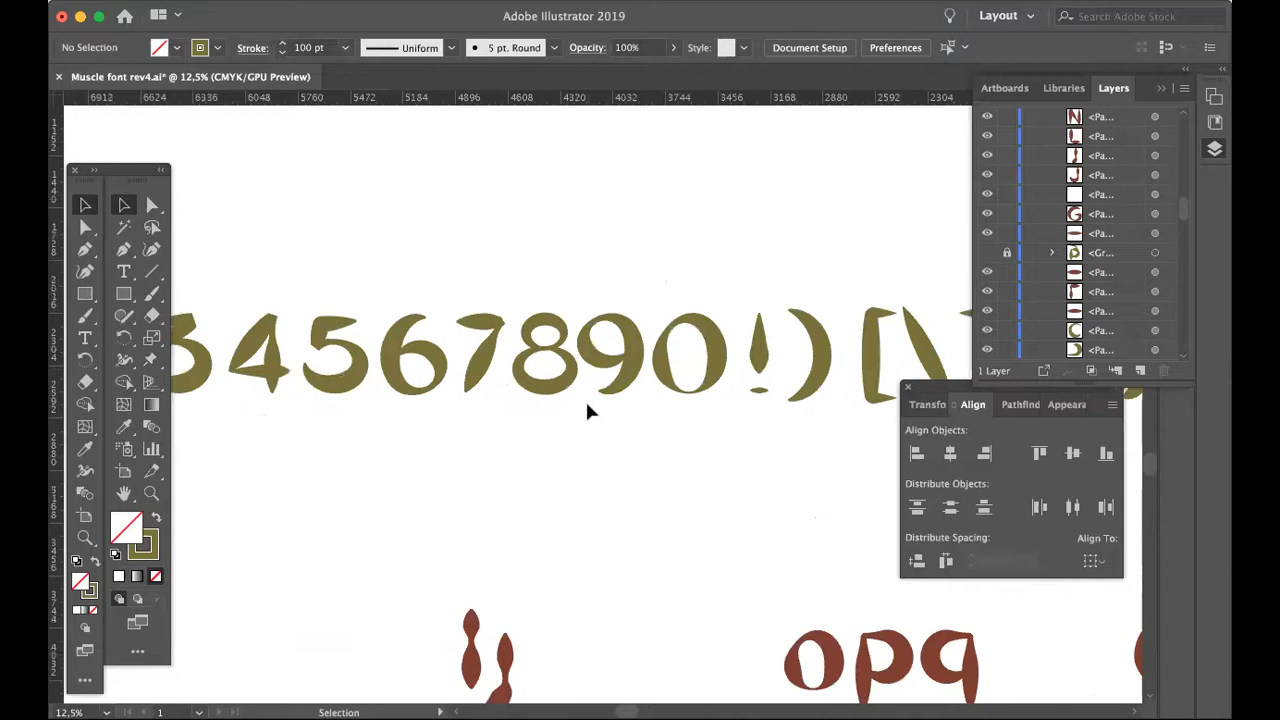 Adobe Illustrator 2019
Layout
Search Adobe Stock
No Selection
Stroke:
100 pt
Uniform
5 pt. Round
Opacity:
100%
Style:
Document Setup
Preferences
Muscle font rev4.ai* @ 12,5% (CMYK/GPU Preview)
6912 6624 6336 6048 5760 5472 5184 4896 4608 4320 4032 3744 3456 3168 2880 2592 2304
Artboards Libraries Layers
<Pa...
<Pa...
<Pa...
<Pa...
<Pa...
<Pa...
<Pa...
<Gr...
<Pa...
<Pa...
<Pa...
<Pa...
<Pa...
1 Layer
34567890!)[\
Transfo Align Pathfind Appeara
Align Objects:
Distribute Objects:
Distribute Spacing:
Align To:
ij
opq
12,5%
1
Selection